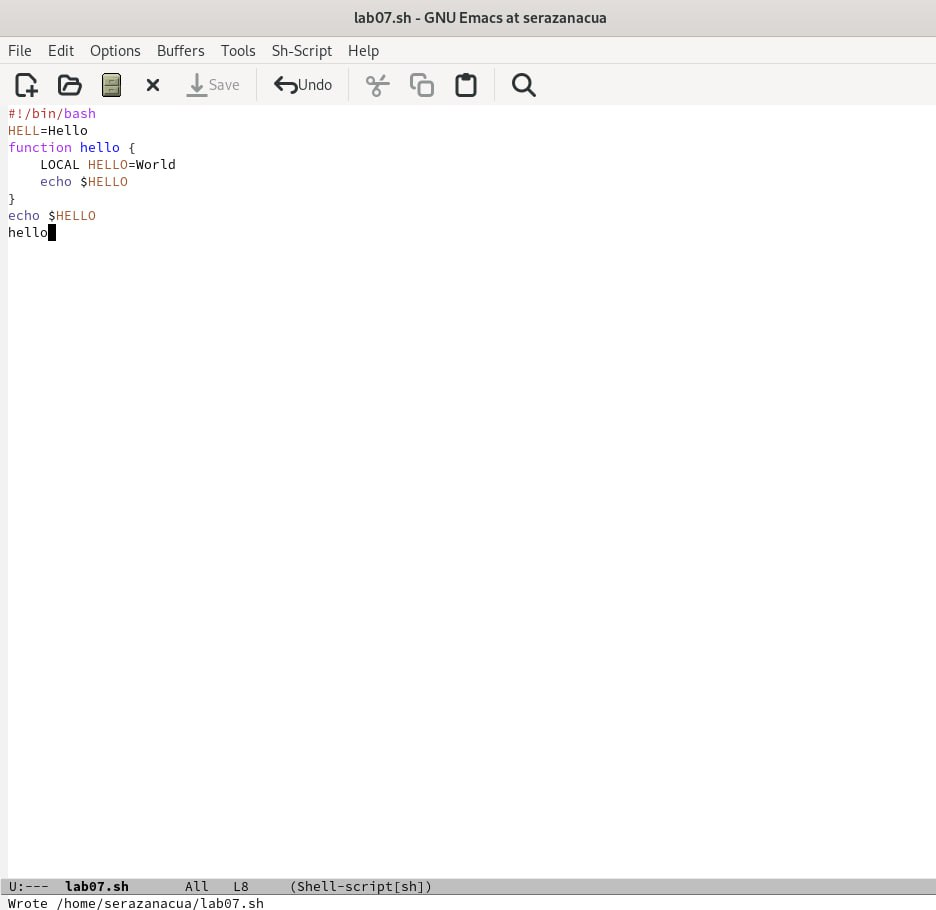 lab07.sh - GNU Emacs at serazanacua
File Edit Options Buffers Tools Sh-Script Help
Save Undo
#!/bin/bash
HELL=Hello
function hello {
    LOCAL HELLO=World
    echo $HELLO
}
echo $HELLO
hello
U:---  lab07.sh       All   L8     (Shell-script[sh])
Wrote /home/serazanacua/lab07.sh